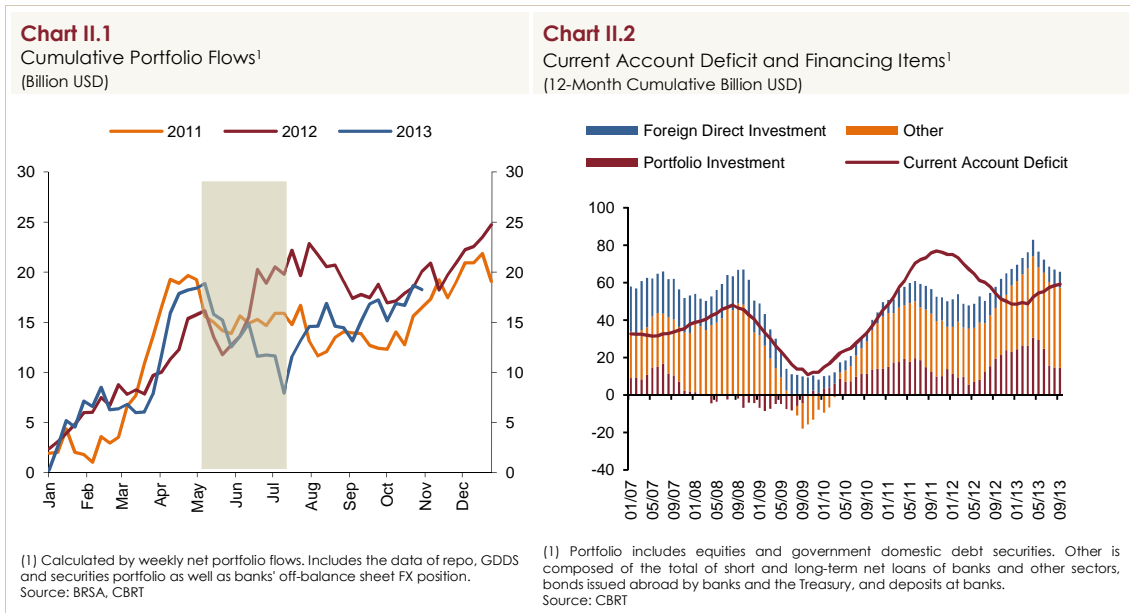 Chart II.1
Cumulative Portfolio Flows¹
(Billion USD)
2011 2012 2013
30 30
25 25
20 20
15 15
10 10
5 5
0 0
Jan Feb Mar Apr May Jun Jul Aug Sep Oct Nov Dec
(1) Calculated by weekly net portfolio flows. Includes the data of repo, GDDS
and securities portfolio as well as banks' off-balance sheet FX position.
Source: BRSA, CBRT
Chart II.2
Current Account Deficit and Financing Items¹
(12-Month Cumulative Billion USD)
Foreign Direct Investment Other
Portfolio Investment Current Account Deficit
100
80
60
40
20
0
-20
-40
01/07 05/07 09/07 01/08 05/08 09/08 01/09 05/09 09/09 01/10 05/10 09/10 01/11 05/11 09/11 01/12 05/12 09/12 01/13 05/13 09/13
(1) Portfolio includes equities and government domestic debt securities. Other is
composed of the total of short and long-term net loans of banks and other sectors,
bonds issued abroad by banks and the Treasury, and deposits at banks.
Source: CBRT